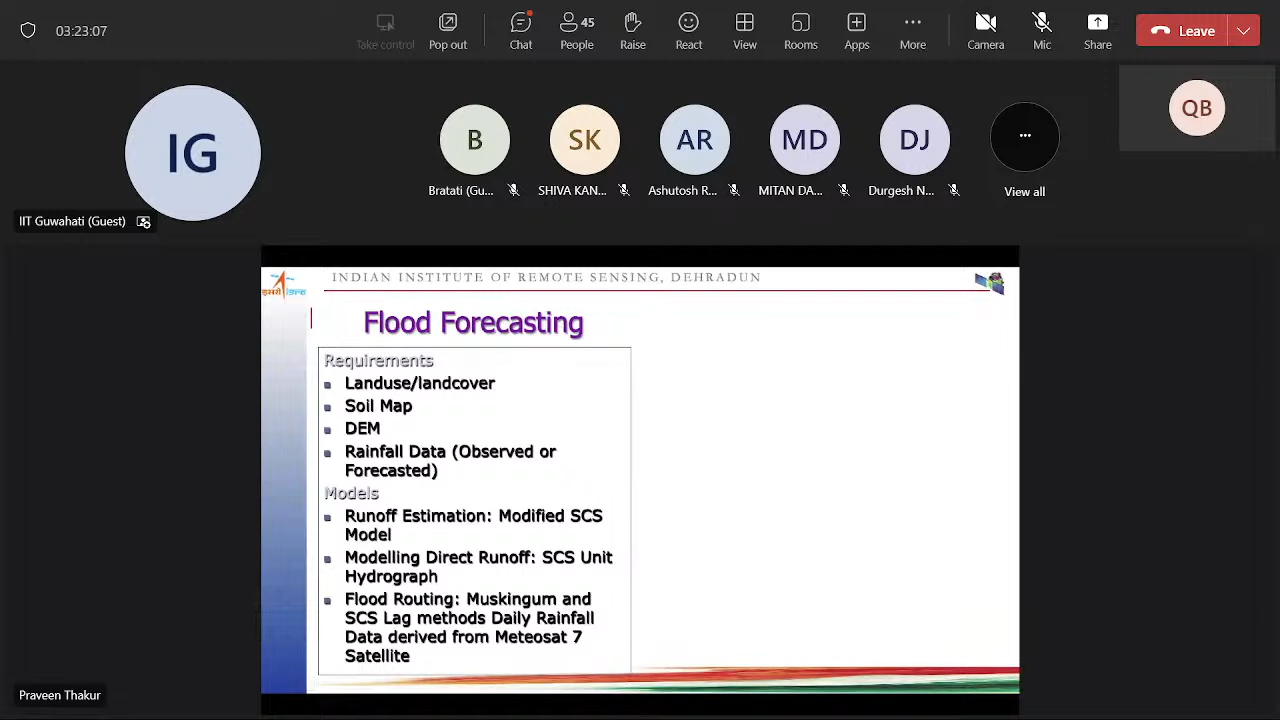 03:23:07
Take control
Pop out
Chat
45
People
Raise
React
View
Rooms
Apps
More
Camera
Mic
Share
Leave
IG
B
SK
AR
MD
DJ
...
QB
Bratati (Gu...
SHIVA KAN...
Ashutosh R...
MITAN DA...
Durgesh N...
View all
IIT Guwahati (Guest)
INDIAN INSTITUTE OF REMOTE SENSING, DEHRADUN
इसरो isro
Flood Forecasting
Requirements
Landuse/landcover
Soil Map
DEM
Rainfall Data (Observed or
Forecasted)
Models
Runoff Estimation: Modified SCS
Model
Modelling Direct Runoff: SCS Unit
Hydrograph
Flood Routing: Muskingum and
SCS Lag methods Daily Rainfall
Data derived from Meteosat 7
Satellite
Praveen Thakur